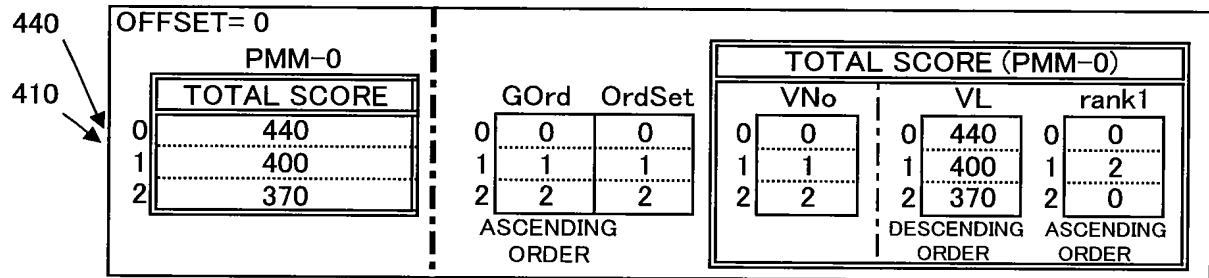 440
410
OFFSET= 0
PMM-0
TOTAL SCORE
0 440
1 400
2 370
GOrd OrdSet
0 0 0
1 1 1
2 2 2
ASCENDING
ORDER
TOTAL SCORE (PMM-0)
VNo VL rank1
0 0 0 440 0 0
1 1 1 400 1 2
2 2 2 370 2 0
DESCENDING ASCENDING
ORDER ORDER